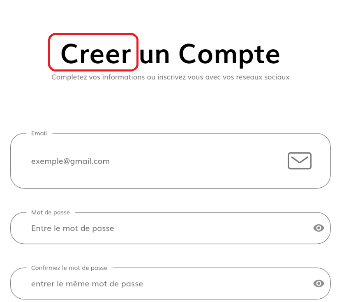 Creer un Compte
Completez vos informations ou inscrivez vous avec vos reseaux sociaux
Email
exemple@gmail.com
Mot de passe
Entre le mot de passe
Confirmez le mot de passe
entrer le même mot de passe